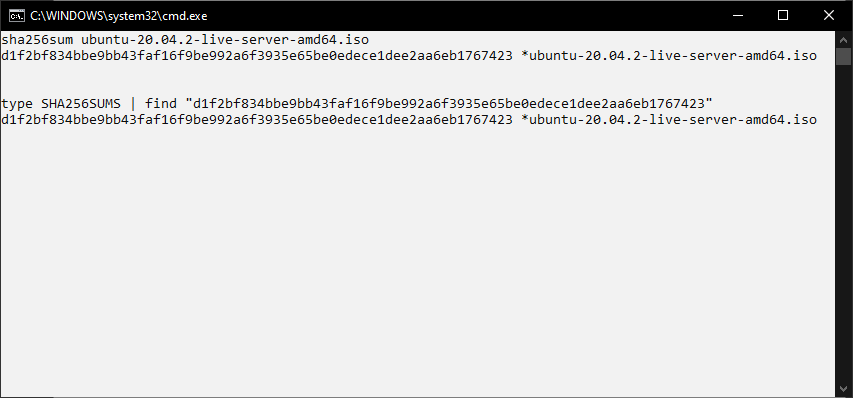 C:\WINDOWS\system32\cmd.exe
sha256sum ubuntu-20.04.2-live-server-amd64.iso
d1f2bf834bbe9bb43faf16f9be992a6f3935e65be0edece1dee2aa6eb1767423 *ubuntu-20.04.2-live-server-amd64.iso
type SHA256SUMS | find "d1f2bf834bbe9bb43faf16f9be992a6f3935e65be0edece1dee2aa6eb1767423"
d1f2bf834bbe9bb43faf16f9be992a6f3935e65be0edece1dee2aa6eb1767423 *ubuntu-20.04.2-live-server-amd64.iso